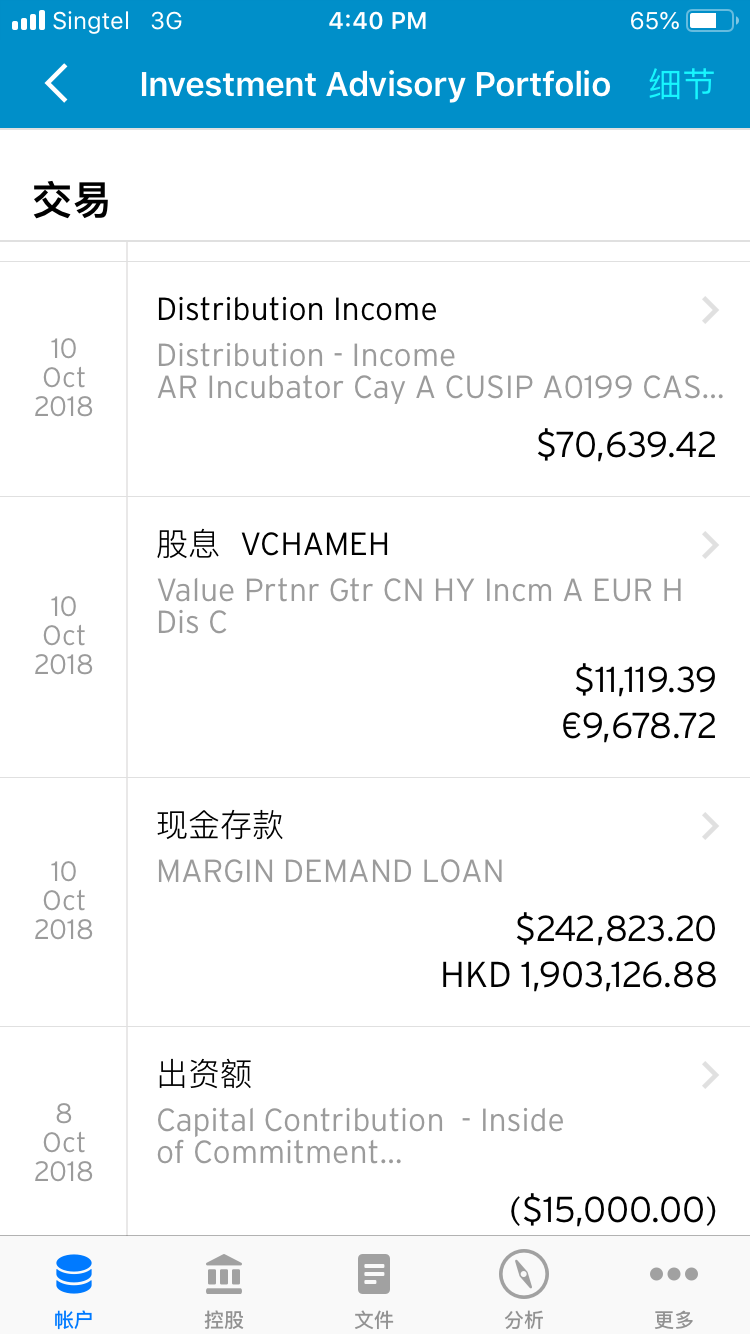 Singtel 3G 4:40 PM 65%
Investment Advisory Portfolio 细节
交易
10
Oct
2018
Distribution Income
Distribution - Income
AR Incubator Cay A CUSIP A0199 CAS...
$70,639.42
10
Oct
2018
股息 VCHAMEH
Value Prtnr Gtr CN HY Incm A EUR H
Dis C
$11,119.39
€9,678.72
10
Oct
2018
现金存款
MARGIN DEMAND LOAN
$242,823.20
HKD 1,903,126.88
8
Oct
2018
出资额
Capital Contribution - Inside
of Commitment...
($15,000.00)
帐户 控股 文件 分析 更多